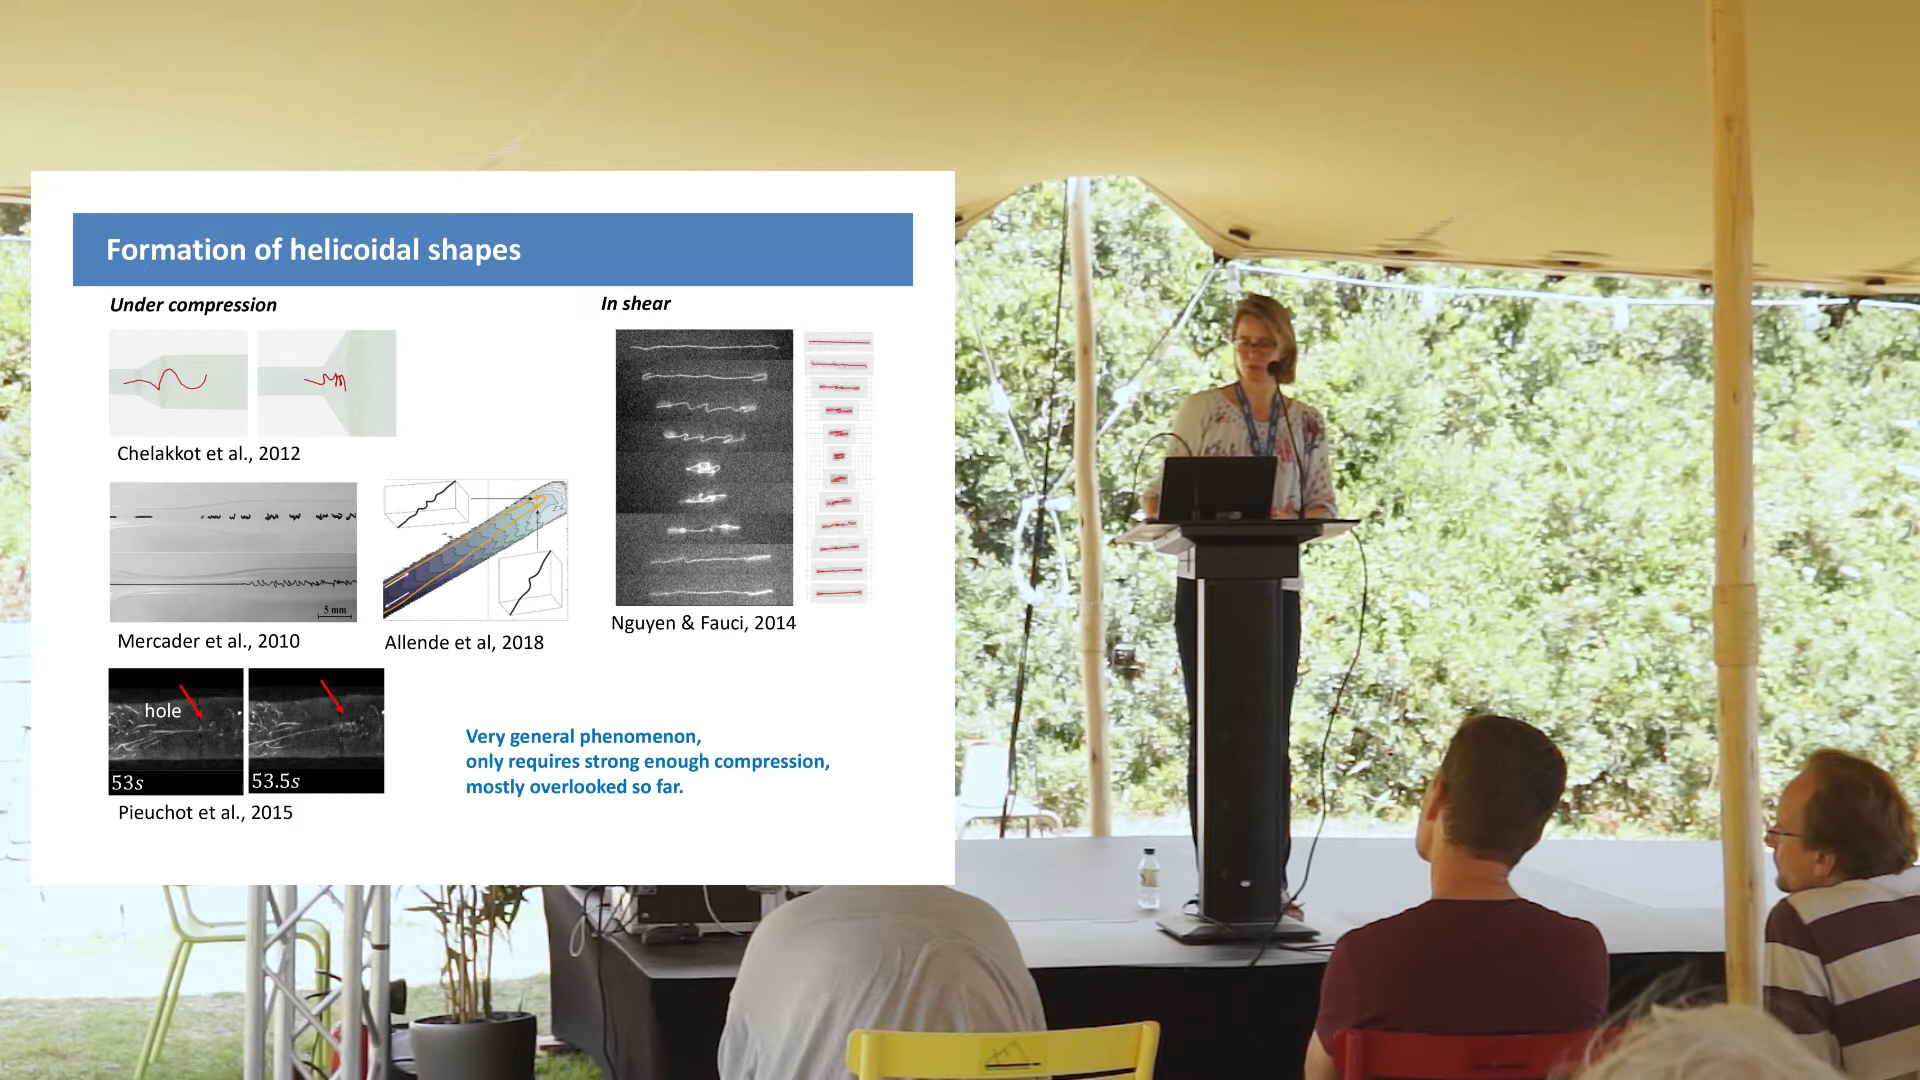 Formation of helicoidal shapes
Under compression
In shear
Chelakkot et al., 2012
5 mm
Mercader et al., 2010
Allende et al, 2018
Nguyen & Fauci, 2014
hole
53s
53.5s
Pieuchot et al., 2015
Very general phenomenon,
only requires strong enough compression,
mostly overlooked so far.